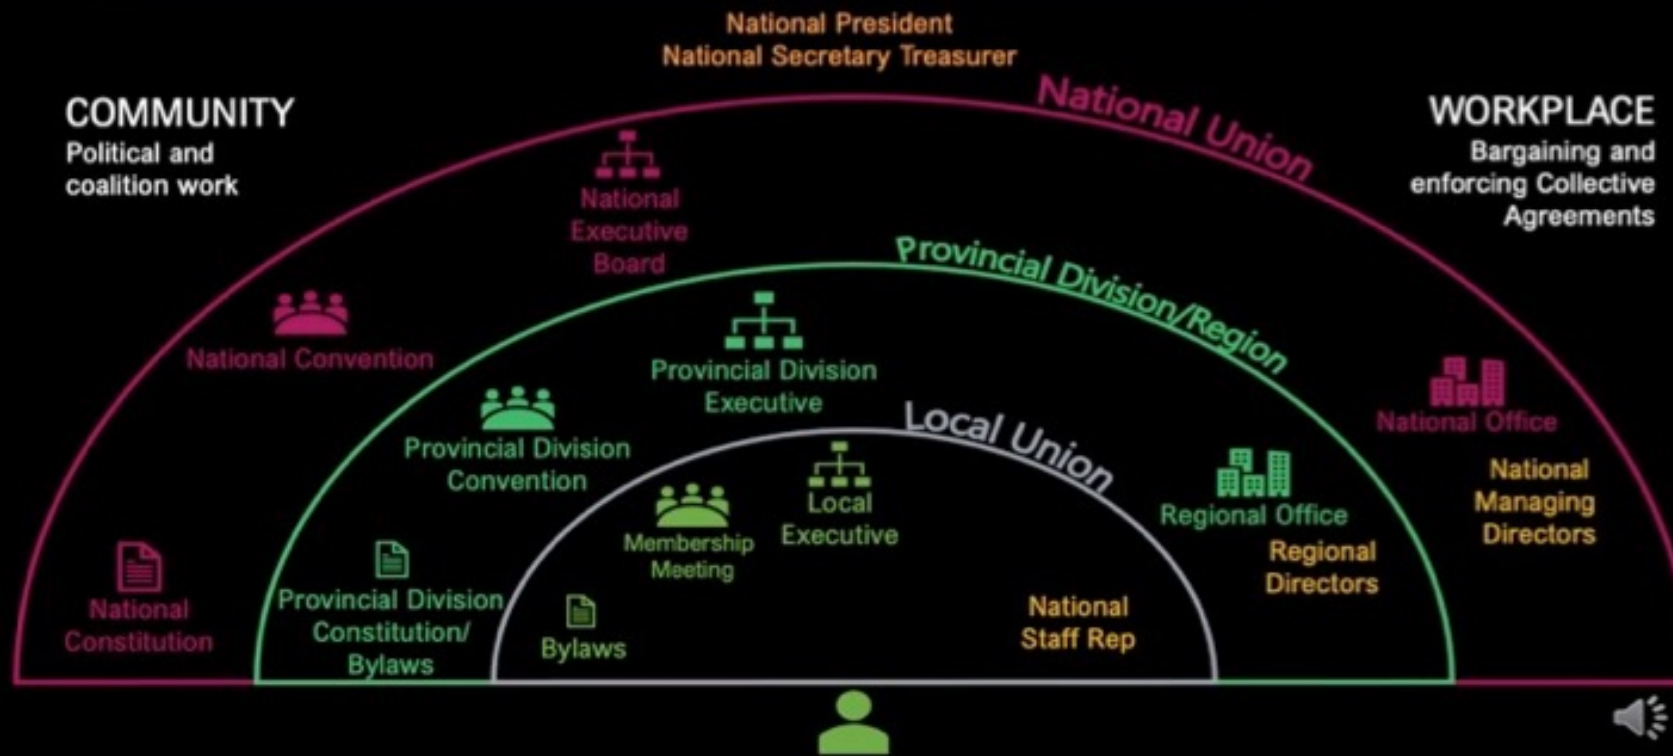 National President
National Secretary Treasurer
COMMUNITY
Political and
coalition work
WORKPLACE
Bargaining and
enforcing Collective
Agreements
National Union
National
Executive
Board
National Convention
National
Constitution
National Office
National
Managing
Directors
Provincial Division/Region
Provincial Division
Executive
Provincial Division
Convention
Provincial Division
Constitution/
Bylaws
Regional Office
Regional
Directors
Local Union
Local
Executive
Membership
Meeting
Bylaws
National
Staff Rep